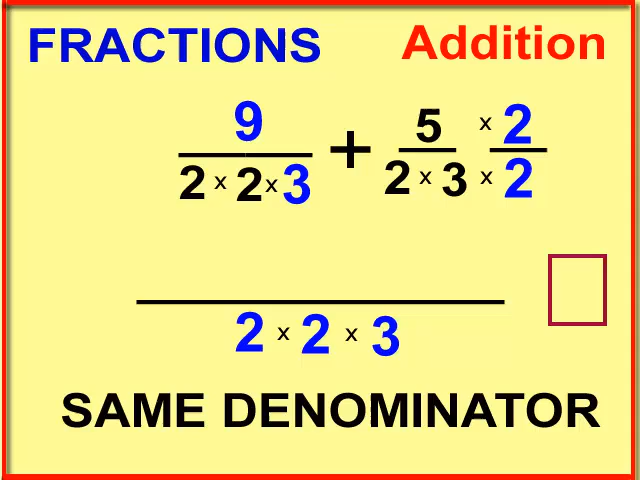 FRACTIONS Addition
9 + 5 x 2
2 x 2 x 3 2 x 3 x 2
2 x 2 x 3
SAME DENOMINATOR